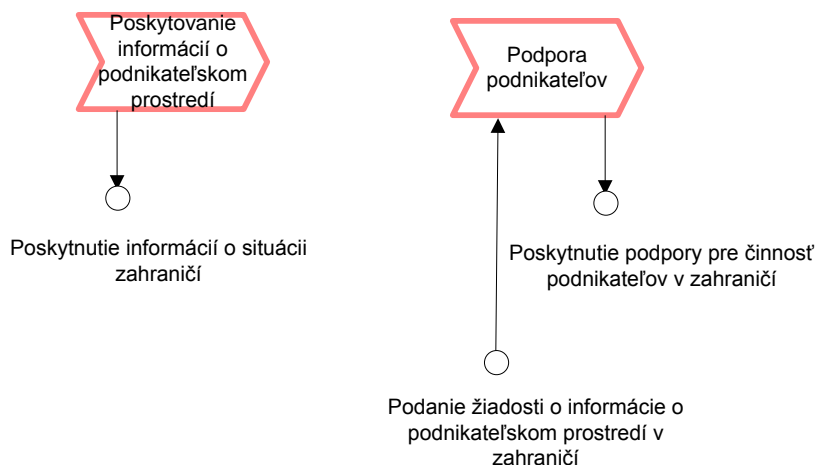 Poskytovanie
informácií o
podnikateľskom
prostredí
Podpora
podnikateľov
Poskytnutie informácií o situácii
zahraničí
Poskytnutie podpory pre činnosť
podnikateľov v zahraničí
Podanie žiadosti o informácie o
podnikateľskom prostredí v
zahraničí